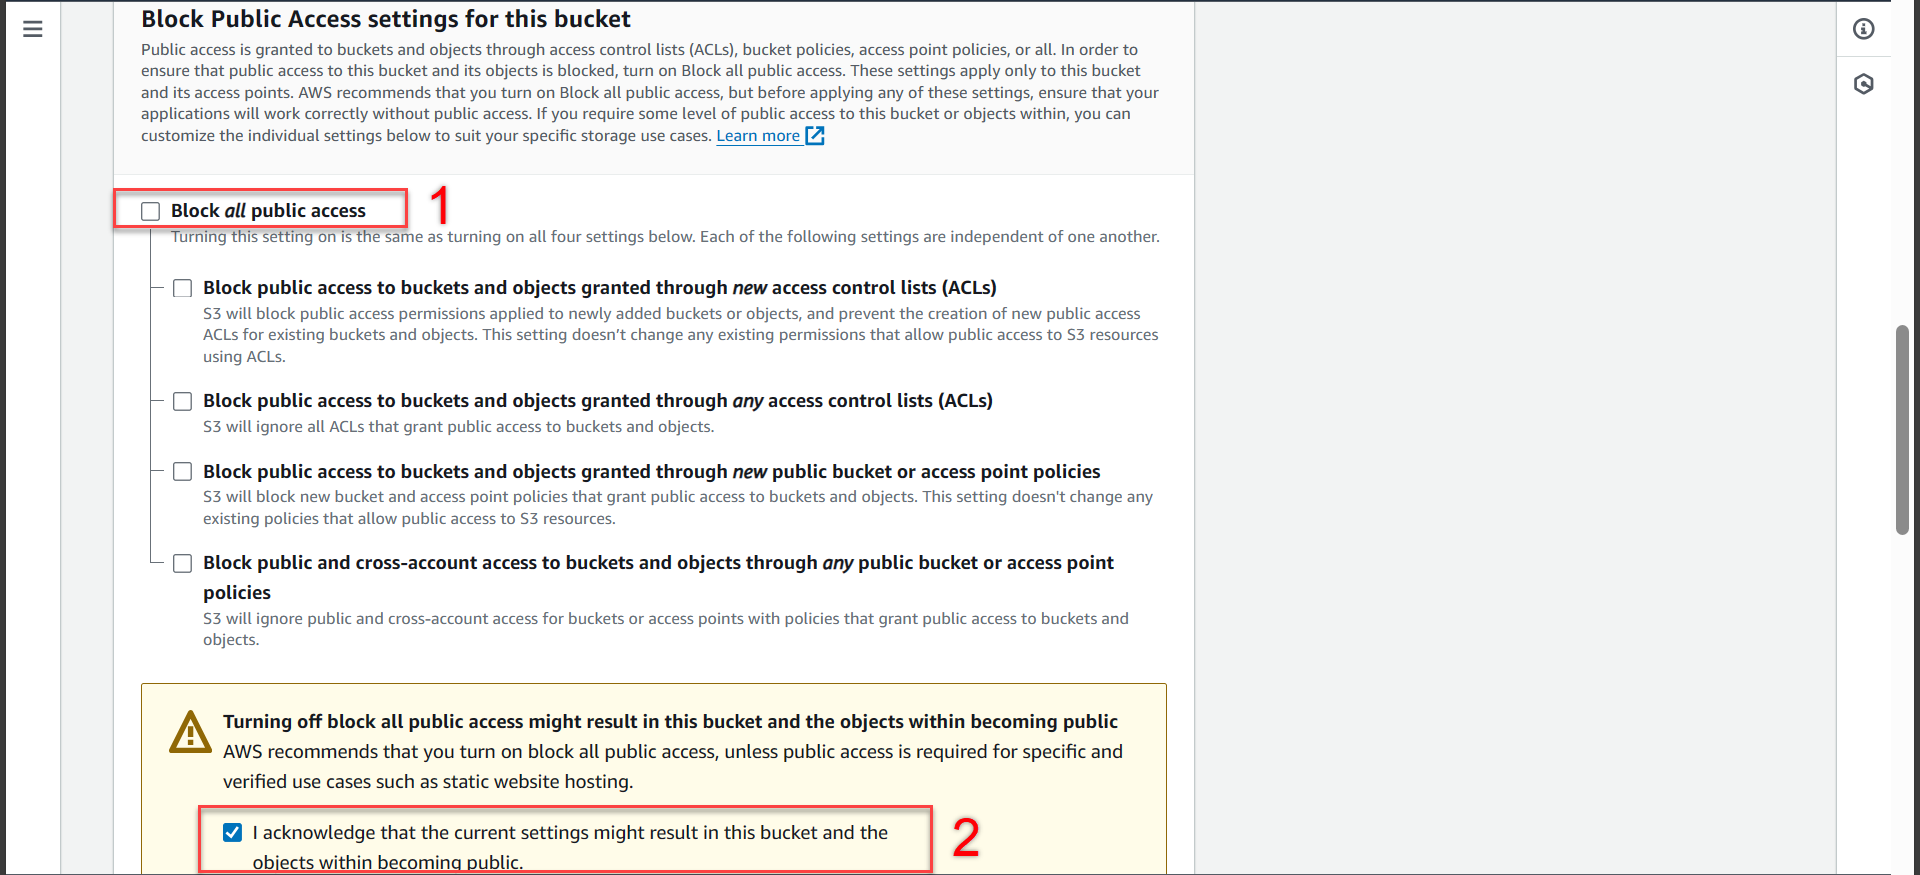 Block Public Access settings for this bucket
Public access is granted to buckets and objects through access control lists (ACLs), bucket policies, access point policies, or all. In order to
ensure that public access to this bucket and its objects is blocked, turn on Block all public access. These settings apply only to this bucket
and its access points. AWS recommends that you turn on Block all public access, but before applying any of these settings, ensure that your
applications will work correctly without public access. If you require some level of public access to this bucket or objects within, you can
customize the individual settings below to suit your specific storage use cases. Learn more
Block all public access 1
Turning this setting on is the same as turning on all four settings below. Each of the following settings are independent of one another.
Block public access to buckets and objects granted through new access control lists (ACLs)
S3 will block public access permissions applied to newly added buckets or objects, and prevent the creation of new public access
ACLs for existing buckets and objects. This setting doesn’t change any existing permissions that allow public access to S3 resources
using ACLs.
Block public access to buckets and objects granted through any access control lists (ACLs)
S3 will ignore all ACLs that grant public access to buckets and objects.
Block public access to buckets and objects granted through new public bucket or access point policies
S3 will block new bucket and access point policies that grant public access to buckets and objects. This setting doesn't change any
existing policies that allow public access to S3 resources.
Block public and cross-account access to buckets and objects through any public bucket or access point
policies
S3 will ignore public and cross-account access for buckets or access points with policies that grant public access to buckets and
objects.
Turning off block all public access might result in this bucket and the objects within becoming public
AWS recommends that you turn on block all public access, unless public access is required for specific and
verified use cases such as static website hosting.
I acknowledge that the current settings might result in this bucket and the 2
objects within becoming public.